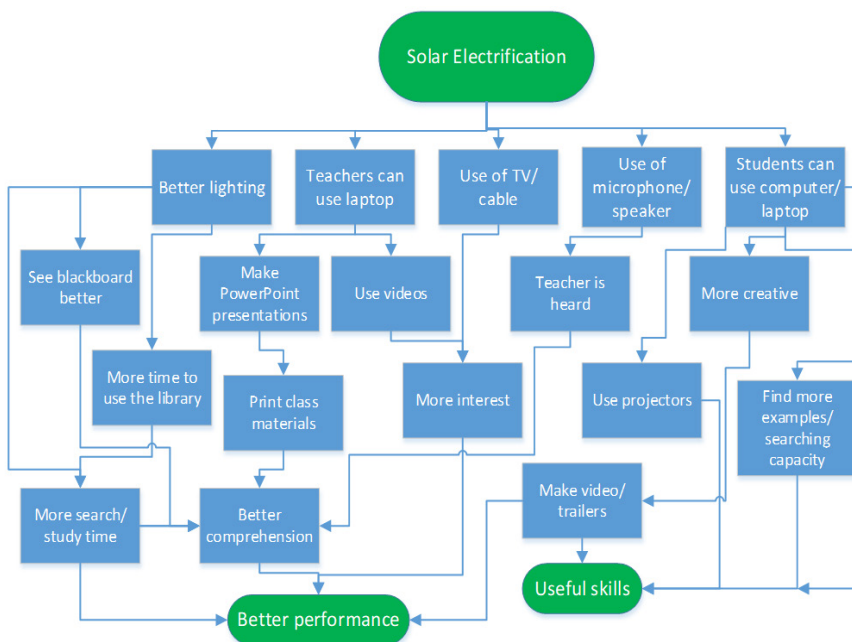 Solar Electrification
Better lighting
Teachers can
use laptop
Use of TV/
cable
Use of
microphone/
speaker
Students can
use computer/
laptop
See blackboard
better
Make
PowerPoint
presentations
Use videos
Teacher is
heard
More creative
More time to
use the library
Print class
materials
More interest
Use projectors
Find more
examples/
searching
capacity
More search/
study time
Better
comprehension
Make video/
trailers
Better performance
Useful skills